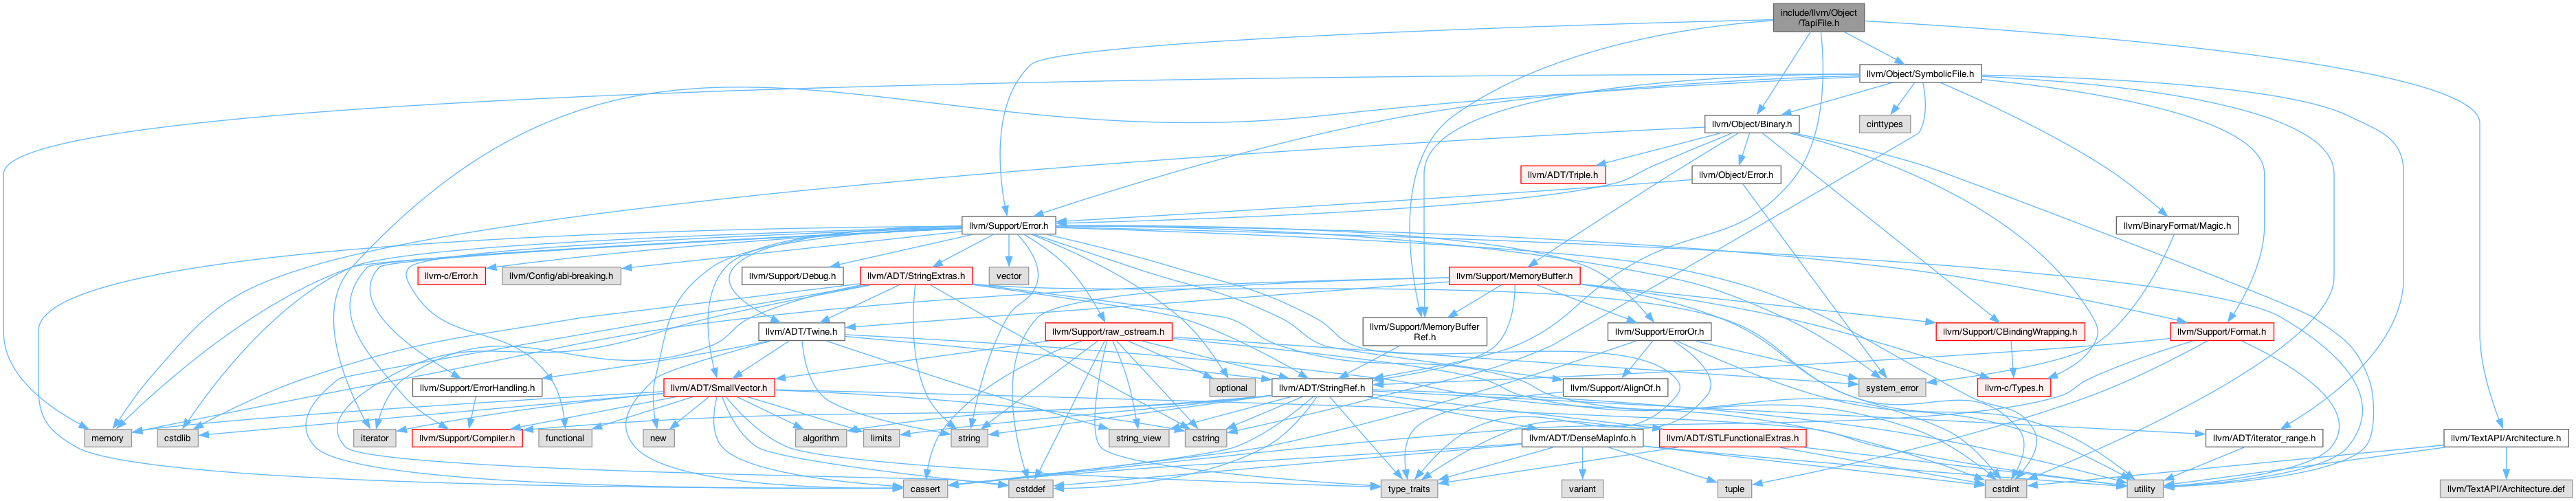 include/llvm/Object
/TapiFile.h
llvm/Object/SymbolicFile.h
cinttypes
llvm/Object/Binary.h
llvm/ADT/Triple.h
llvm/Object/Error.h
llvm/Support/Error.h
llvm/BinaryFormat/Magic.h
llvm-c/Error.h
llvm/Config/abi-breaking.h
llvm/Support/Debug.h
llvm/ADT/StringExtras.h
vector
llvm/Support/MemoryBuffer.h
llvm/ADT/Twine.h
llvm/Support/raw_ostream.h
llvm/Support/MemoryBuffer
Ref.h
llvm/Support/ErrorOr.h
llvm/Support/CBindingWrapping.h
llvm/Support/Format.h
llvm/Support/ErrorHandling.h
llvm/ADT/SmallVector.h
optional
llvm/ADT/StringRef.h
llvm/Support/AlignOf.h
system_error
llvm-c/Types.h
memory
cstdlib
iterator
llvm/Support/Compiler.h
functional
new
algorithm
limits
string
string_view
cstring
llvm/ADT/DenseMapInfo.h
llvm/ADT/STLFunctionalExtras.h
llvm/ADT/iterator_range.h
llvm/TextAPI/Architecture.h
cassert
cstddef
type_traits
variant
tuple
cstdint
utility
llvm/TextAPI/Architecture.def